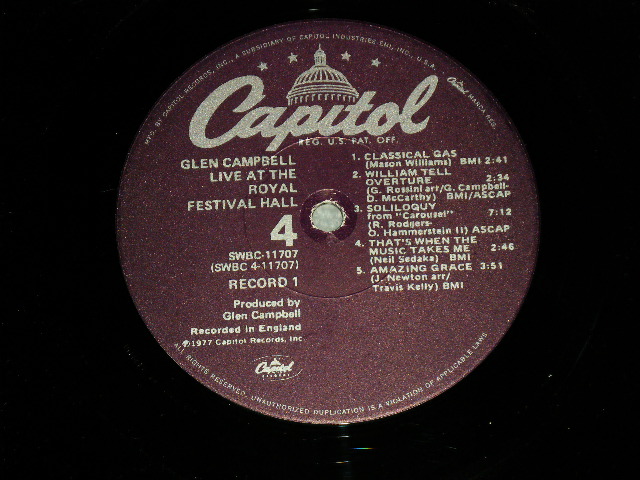 MFD. BY CAPITOL RECORDS, INC., A SUBSIDIARY OF CAPITOL INDUSTRIES-EMI, INC., U.S.A.
Capitol MARCA REG.
Capitol
REG. U.S. PAT. OFF.
GLEN CAMPBELL
LIVE AT THE
ROYAL
FESTIVAL HALL
4
SWBC-11707
(SWBC 4-11707)
RECORD 1
Produced by
Glen Campbell
Recorded in England
℗1977 Capitol Records, Inc
1. CLASSICAL GAS
(Mason Williams) BMI 2:41
2. WILLIAM TELL
OVERTURE 2:34
(G. Rossini arr/G. Campbell-
D. McCarthy) BMI/ASCAP
3. SOLILOQUY
from "Carousel" 7:12
(R. Rodgers-
O. Hammerstein II) ASCAP
4. THAT'S WHEN THE
MUSIC TAKES ME 2:46
(Neil Sedaka) BMI
5. AMAZING GRACE 3:51
(J. Newton arr/
Travis Kelly) BMI
Capitol
ALL RIGHTS RESERVED. UNAUTHORIZED DUPLICATION IS A VIOLATION OF APPLICABLE LAWS.